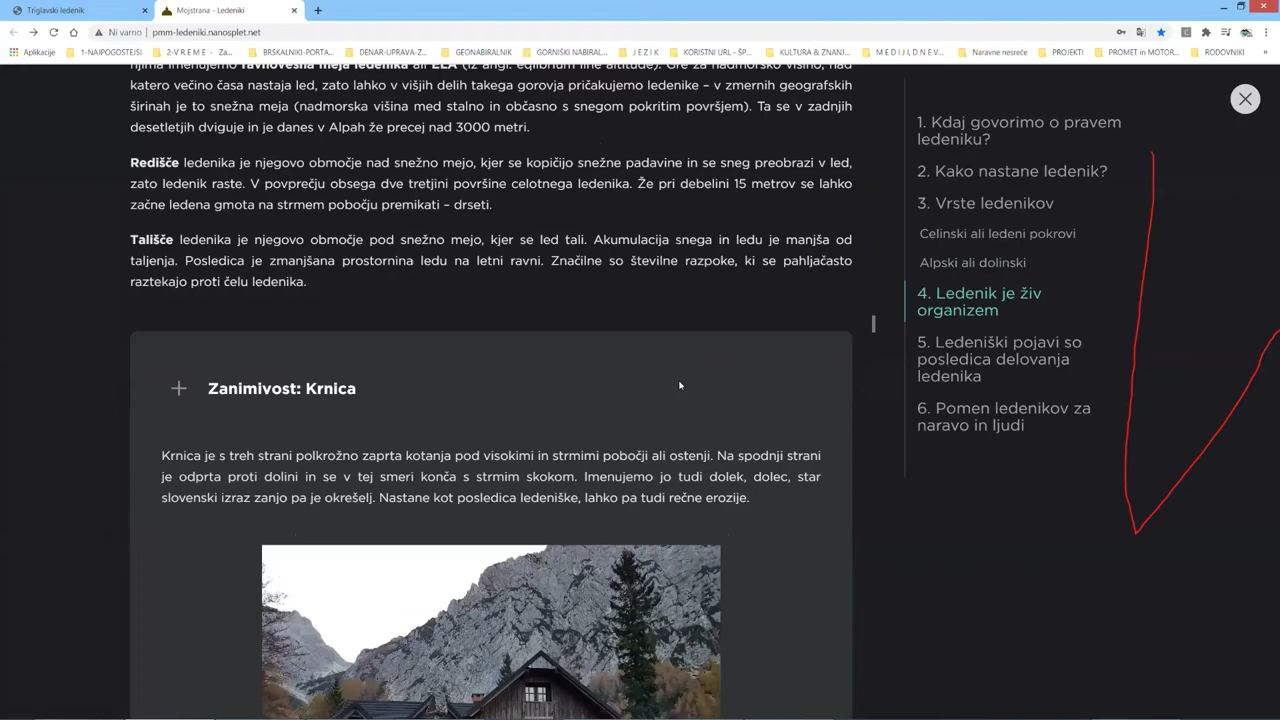 Triglavski ledenik
Mojstrana - Ledeniki
Ni varno | pmm-ledeniki.nanosplet.net
Aplikacije
1-NAJPOGOSTEJŠI
2-V R E M E - Za...
BRSKALNIKI-PORTA...
DENAR-UPRAVA-Z...
GEONABIRALNIK
GORNIŠKI NABIRAL...
J E Z I K
KORISTNI URL - SP...
KULTURA & ZNANJ...
M E D I J I, D N E V...
Naravne nesreče
PROJEKTI
PROMET in MOTOR...
RODOVNIKI
»
njima imenujemo ravnovesna meja ledenika ali ELA (iz angl. eqlibrium line altitude). Gre za nadmorsko višino, nad
katero večino časa nastaja led, zato lahko v višjih delih takega gorovja pričakujemo ledenike – v zmernih geografskih
širinah je to snežna meja (nadmorska višina med stalno in občasno s snegom pokritim površjem). Ta se v zadnjih
desetletjih dviguje in je danes v Alpah že precej nad 3000 metri.
Redišče ledenika je njegovo območje nad snežno mejo, kjer se kopičijo snežne padavine in se sneg preobrazi v led,
zato ledenik raste. V povprečju obsega dve tretjini površine celotnega ledenika. Že pri debelini 15 metrov se lahko
začne ledena gmota na strmem pobočju premikati – drseti.
Tališče ledenika je njegovo območje pod snežno mejo, kjer se led tali. Akumulacija snega in ledu je manjša od
taljenja. Posledica je zmanjšana prostornina ledu na letni ravni. Značilne so številne razpoke, ki se pahljačasto
raztekajo proti čelu ledenika.
Zanimivost: Krnica
Krnica je s treh strani polkrožno zaprta kotanja pod visokimi in strmimi pobočji ali ostenji. Na spodnji strani
je odprta proti dolini in se v tej smeri konča s strmim skokom. Imenujemo jo tudi dolek, dolec, star
slovenski izraz zanjo pa je okrešelj. Nastane kot posledica ledeniške, lahko pa tudi rečne erozije.
1. Kdaj govorimo o pravem
ledeniku?
2. Kako nastane ledenik?
3. Vrste ledenikov
Celinski ali ledeni pokrovi
Alpski ali dolinski
4. Ledenik je živ
organizem
5. Ledeniški pojavi so
posledica delovanja
ledenika
6. Pomen ledenikov za
naravo in ljudi